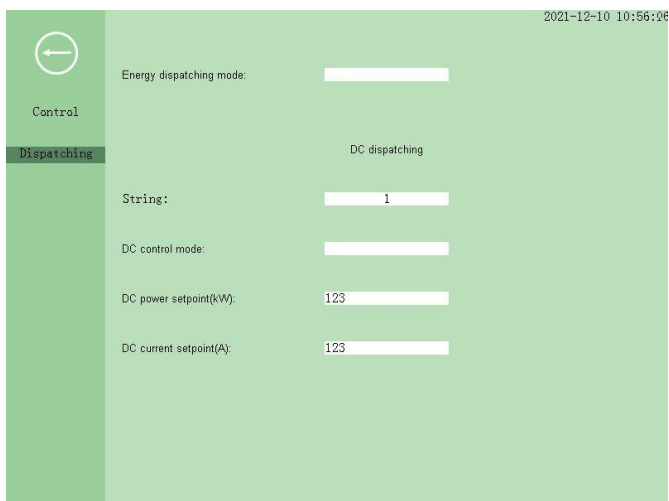 2021-12-10 10:56:26
Energy dispatching mode:
Control
Dispatching
DC dispatching
String: 1
DC control mode:
DC power setpoint(kW): 123
DC current setpoint(A): 123